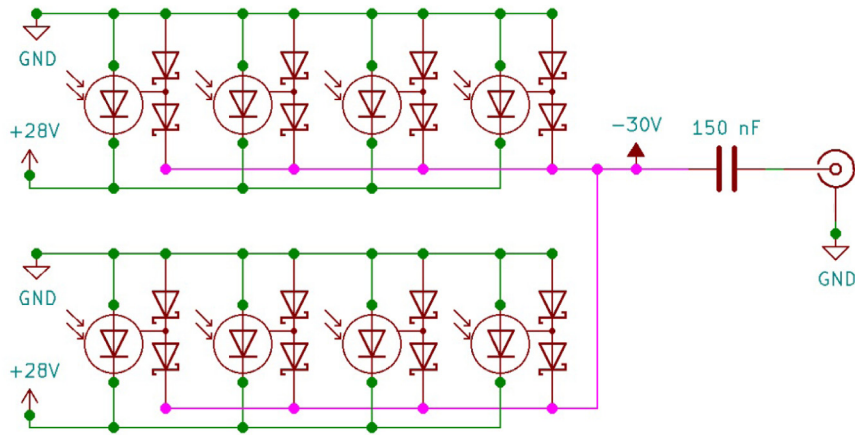 GND
+28V
-30V
150 nF
GND
GND
+28V